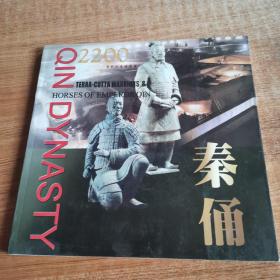 2200
TERRA-COTTA WARRIORS &
HORSES OF EMPEROR QIN
QIN DYNASTY
秦
俑